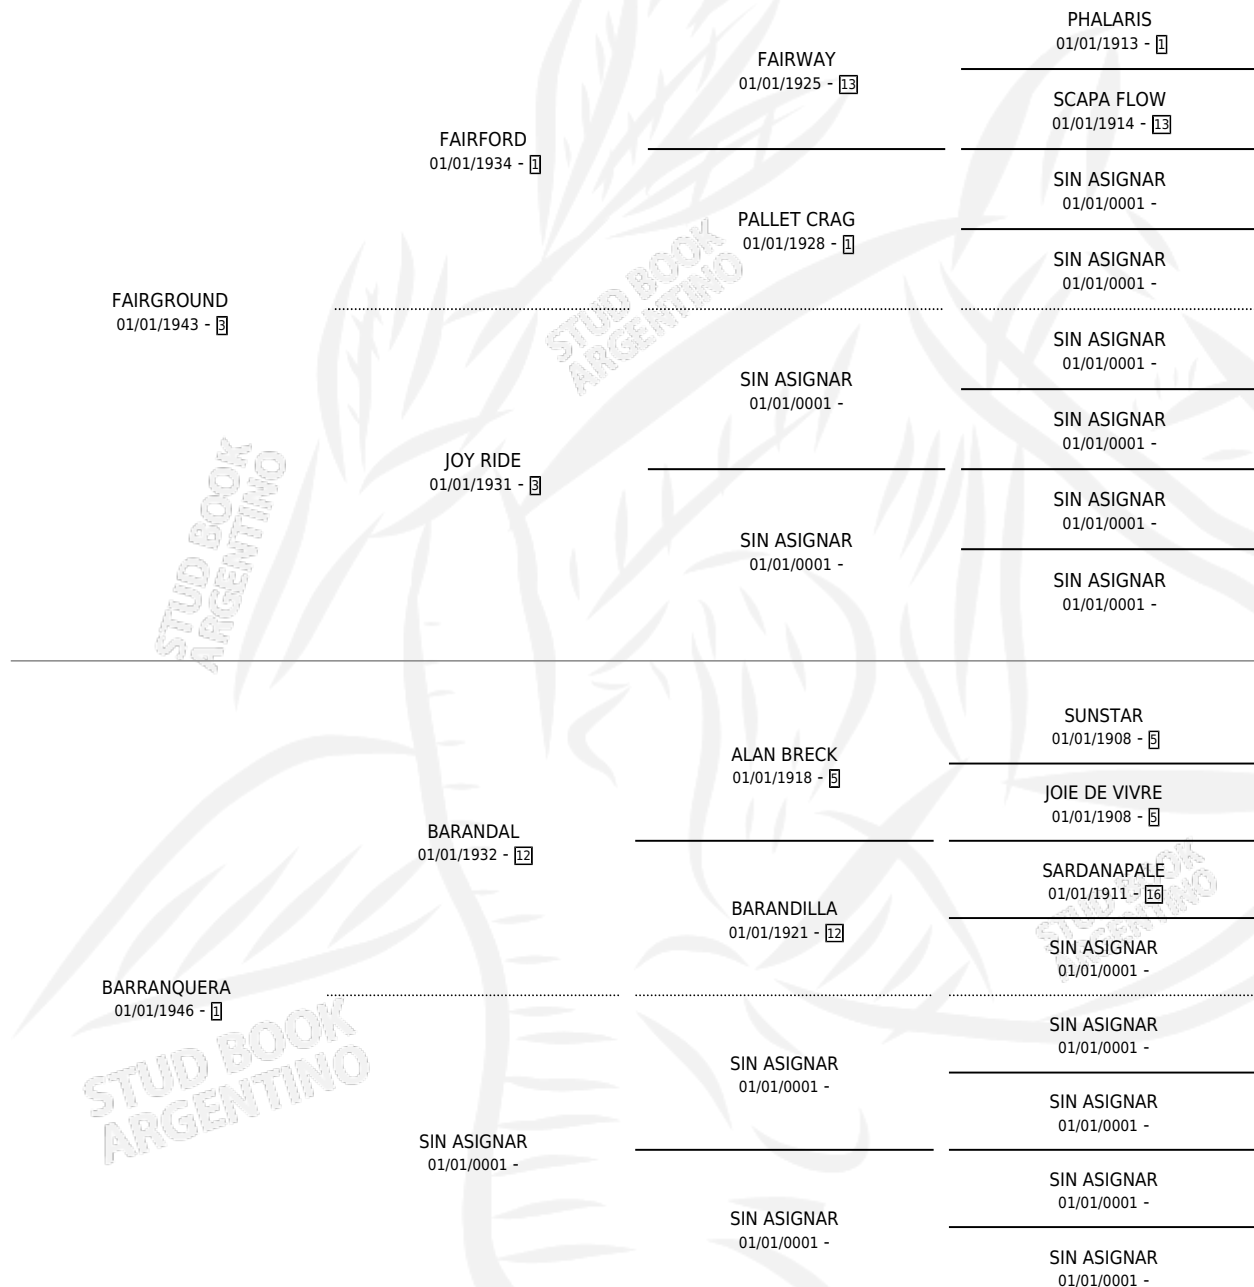 PHALARIS
01/01/1913 - 1
FAIRWAY
01/01/1925 - 13
SCAPA FLOW
01/01/1914 - 13
FAIRFORD
01/01/1934 - 1
SIN ASIGNAR
01/01/0001 -
PALLET CRAG
01/01/1928 - 1
SIN ASIGNAR
01/01/0001 -
FAIRGROUND
01/01/1943 - 3
SIN ASIGNAR
01/01/0001 -
SIN ASIGNAR
01/01/0001 -
SIN ASIGNAR
01/01/0001 -
JOY RIDE
01/01/1931 - 3
SIN ASIGNAR
01/01/0001 -
SIN ASIGNAR
01/01/0001 -
SIN ASIGNAR
01/01/0001 -
STUD BOOK
ARGENTINO
STUD BOOK
ARGENTINO
SUNSTAR
01/01/1908 - 5
ALAN BRECK
01/01/1918 - 5
JOIE DE VIVRE
01/01/1908 - 5
BARANDAL
01/01/1932 - 12
SARDANAPALE
01/01/1911 - 16
BARANDILLA
01/01/1921 - 12
SIN ASIGNAR
01/01/0001 -
BARRANQUERA
01/01/1946 - 1
SIN ASIGNAR
01/01/0001 -
SIN ASIGNAR
01/01/0001 -
SIN ASIGNAR
01/01/0001 -
SIN ASIGNAR
01/01/0001 -
SIN ASIGNAR
01/01/0001 -
SIN ASIGNAR
01/01/0001 -
SIN ASIGNAR
01/01/0001 -
STUD BOOK
ARGENTINO
STUD BOOK
ARGENTINO